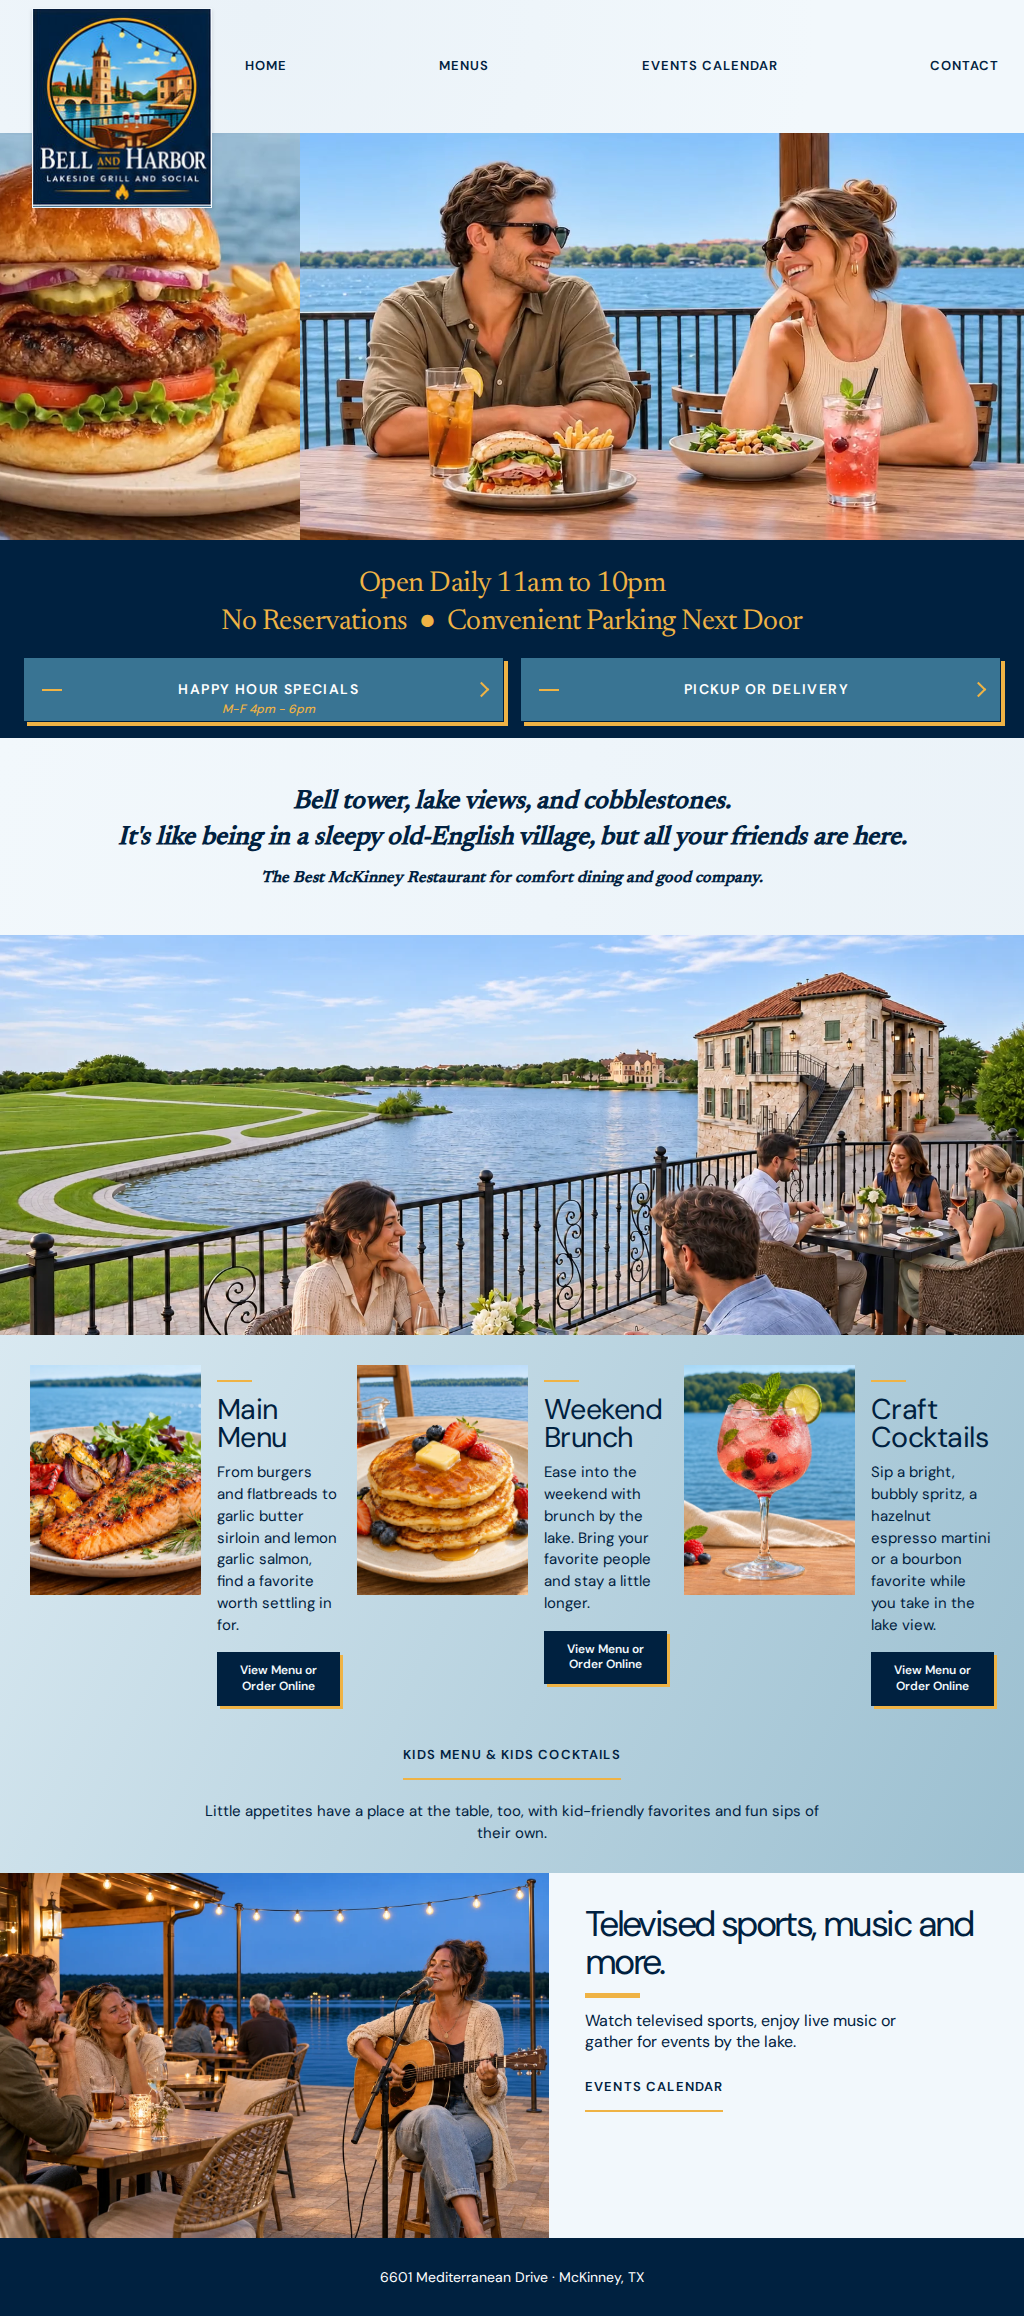 BELL AND HARBOR
LAKESIDE GRILL AND SOCIAL
HOME
MENUS
EVENTS CALENDAR
CONTACT
Open Daily 11am to 10pm
No Reservations ● Convenient Parking Next Door
HAPPY HOUR SPECIALS
M-F 4pm - 6pm
PICKUP OR DELIVERY
Bell tower, lake views, and cobblestones.
It's like being in a sleepy old-English village, but all your friends are here.
The Best McKinney Restaurant for comfort dining and good company.
Main
Menu
From burgers
and flatbreads to
garlic butter
sirloin and lemon
garlic salmon,
find a favorite
worth settling in
for.
View Menu or
Order Online
Weekend
Brunch
Ease into the
weekend with
brunch by the
lake. Bring your
favorite people
and stay a little
longer.
View Menu or
Order Online
Craft
Cocktails
Sip a bright,
bubbly spritz, a
hazelnut
espresso martini
or a bourbon
favorite while
you take in the
lake view.
View Menu or
Order Online
KIDS MENU & KIDS COCKTAILS
Little appetites have a place at the table, too, with kid-friendly favorites and fun sips of
their own.
Televised sports, music and
more.
Watch televised sports, enjoy live music or
gather for events by the lake.
EVENTS CALENDAR
6601 Mediterranean Drive · McKinney, TX